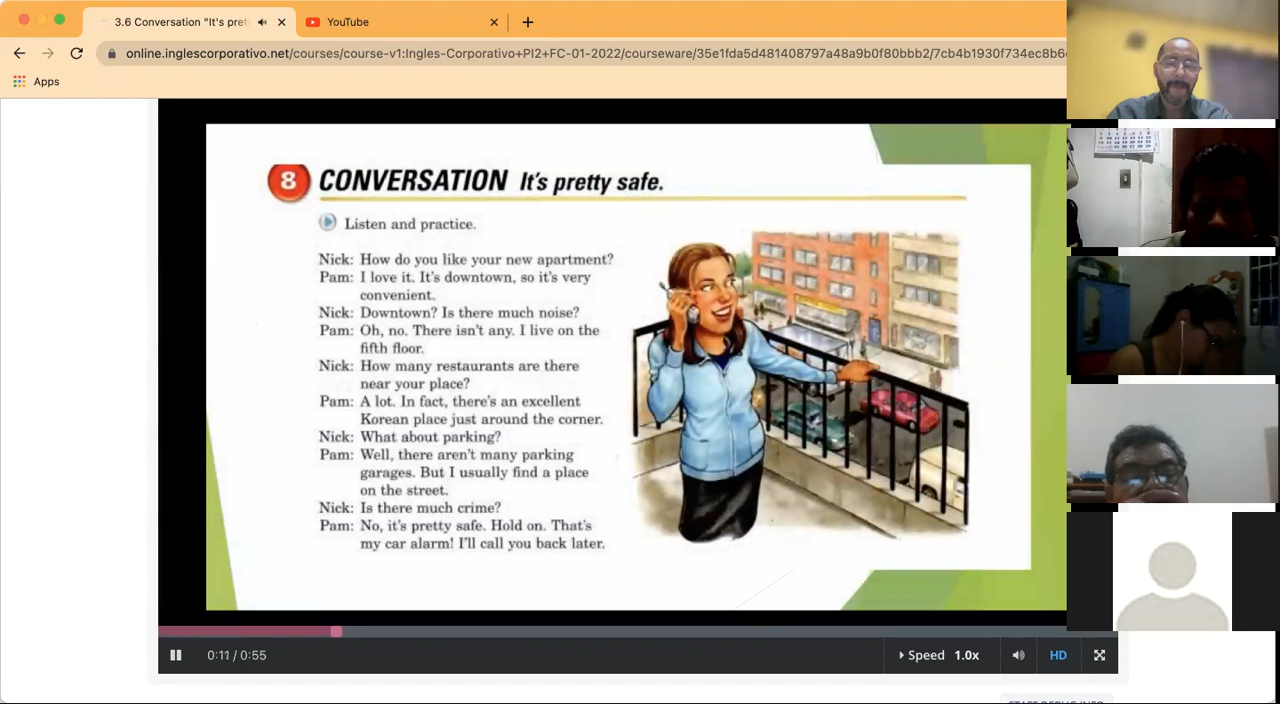 3.6 Conversation "It's pret
YouTube
online.inglescorporativo.net/courses/course-v1:Ingles-Corporativo+PI2+FC-01-2022/courseware/35e1fda5d481408797a48a9b0f80bbb2/7cb4b1930f734ec8b6
Apps
8 CONVERSATION It's pretty safe.
Listen and practice.
Nick: How do you like your new apartment?
Pam: I love it. It's downtown, so it's very
convenient.
Nick: Downtown? Is there much noise?
Pam: Oh, no. There isn't any. I live on the
fifth floor.
Nick: How many restaurants are there
near your place?
Pam: A lot. In fact, there's an excellent
Korean place just around the corner.
Nick: What about parking?
Pam: Well, there aren't many parking
garages. But I usually find a place
on the street.
Nick: Is there much crime?
Pam: No, it's pretty safe. Hold on. That's
my car alarm! I'll call you back later.
0:11 / 0:55
Speed 1.0x
HD